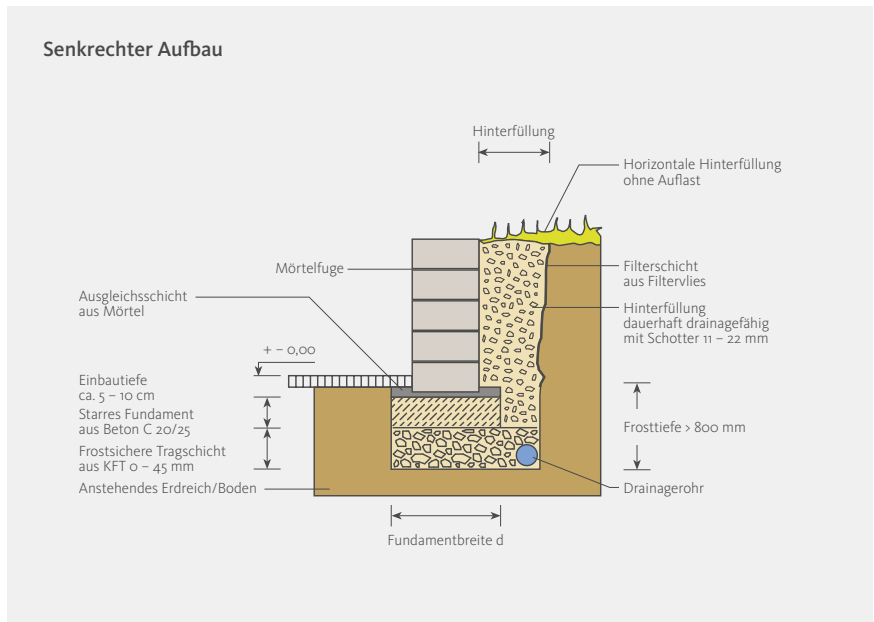 Senkrechter Aufbau
Hinterfüllung
Horizontale Hinterfüllung
ohne Auflast
Mörtelfuge
Filterschicht
aus Filtervlies
Ausgleichsschicht
aus Mörtel
Hinterfüllung
dauerhaft drainagefähig
mit Schotter 11 – 22 mm
+ – 0,00
Einbautiefe
ca. 5 – 10 cm
Starres Fundament
aus Beton C 20/25
Frosttiefe > 800 mm
Frostsichere Tragschicht
aus KFT 0 – 45 mm
Anstehendes Erdreich/Boden
Drainagerohr
Fundamentbreite d